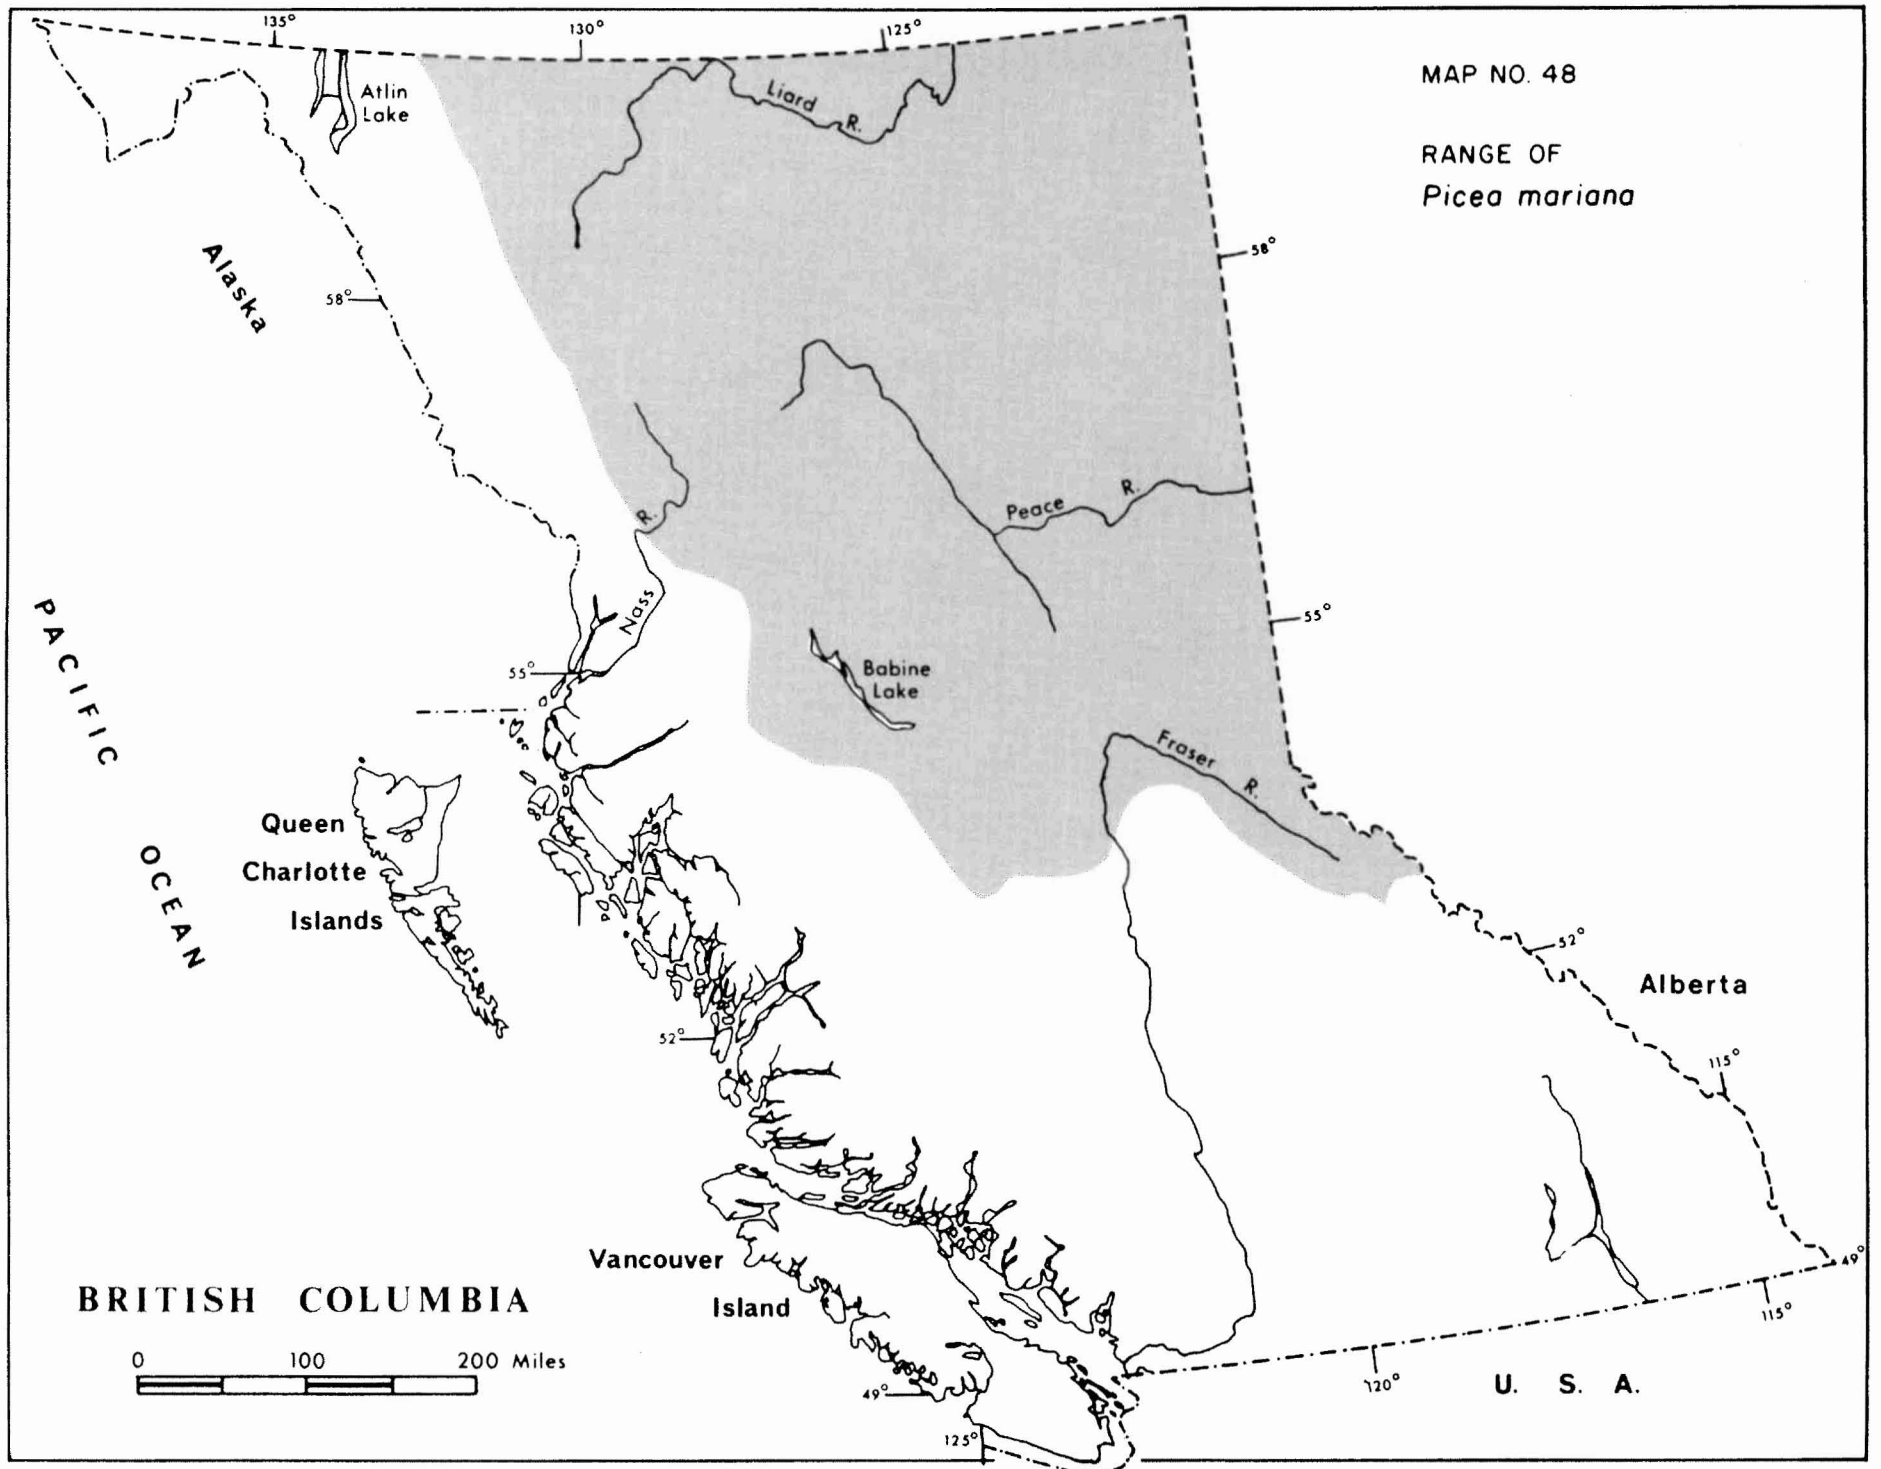 135°
130°
125°
Atlin
Lake
Liard
R.
MAP NO. 48
RANGE OF
Picea mariana
58°
Alaska
58°
R.
Peace
R.
Nass
55°
55°
Babine
Lake
PACIFIC
OCEAN
Fraser
R.
Queen
Charlotte
Islands
52°
Alberta
52°
115°
Vancouver
Island
49°
BRITISH COLUMBIA
0 100 200 Miles
115°
120°
U. S. A.
49°
125°